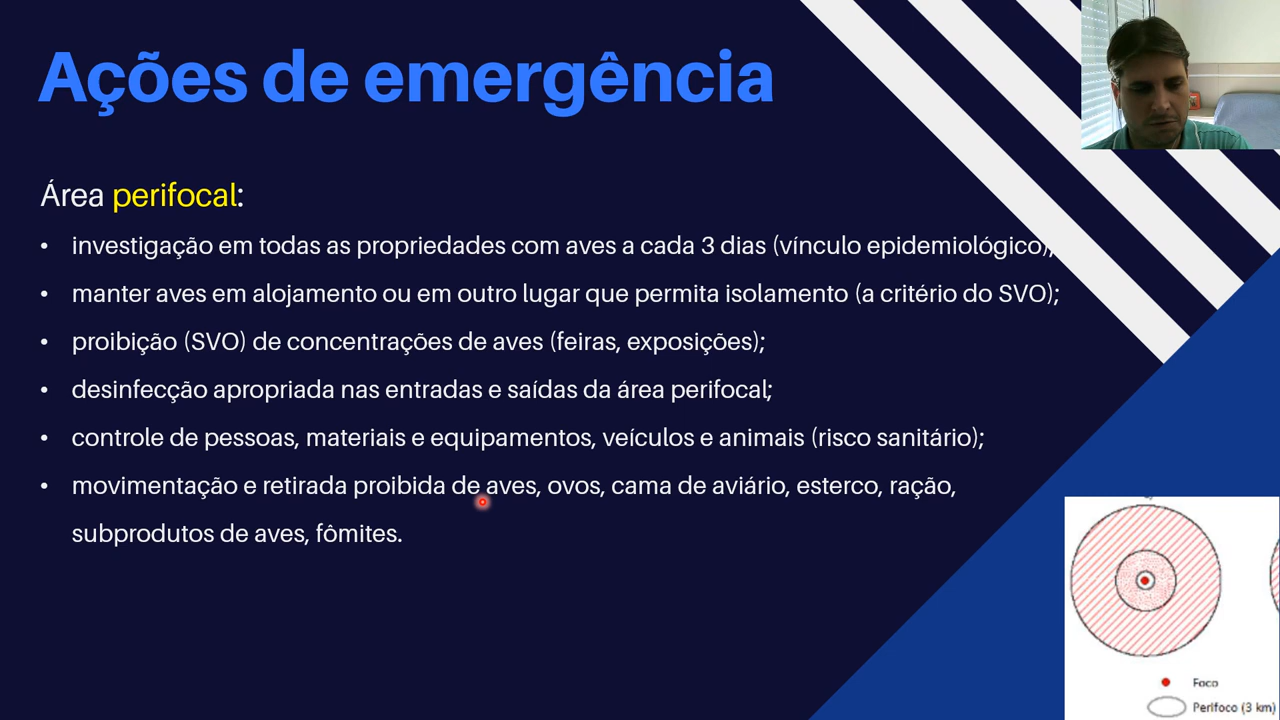 Ações de emergência
Área perifocal:
• investigação em todas as propriedades com aves a cada 3 dias (vínculo epidemiológico);
• manter aves em alojamento ou em outro lugar que permita isolamento (a critério do SVO);
• proibição (SVO) de concentrações de aves (feiras, exposições);
• desinfecção apropriada nas entradas e saídas da área perifocal;
• controle de pessoas, materiais e equipamentos, veículos e animais (risco sanitário);
• movimentação e retirada proibida de aves, ovos, cama de aviário, esterco, ração,
subprodutos de aves, fômites.
Foco
Perifoco (3 km)